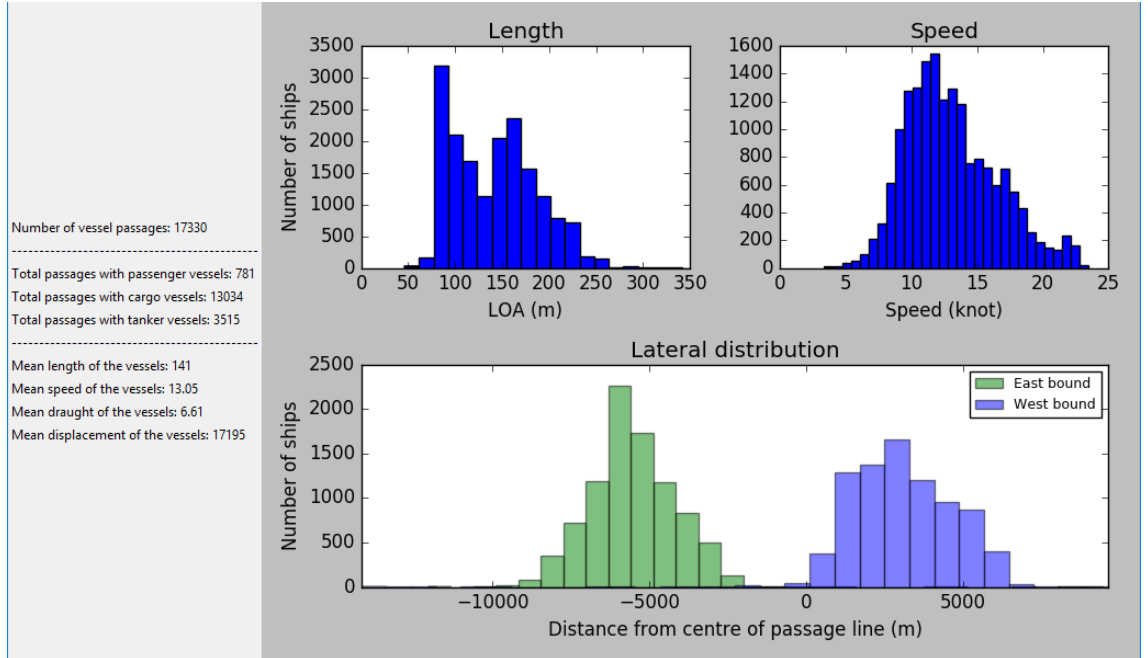 Number of vessel passages: 17330
------------------------------------------------
Total passages with passenger vessels: 781
Total passages with cargo vessels: 13034
Total passages with tanker vessels: 3515
------------------------------------------------
Mean length of the vessels: 141
Mean speed of the vessels: 13.05
Mean draught of the vessels: 6.61
Mean displacement of the vessels: 17195
Length
Number of ships
3500
3000
2500
2000
1500
1000
500
0
0 50 100 150 200 250 300 350
LOA (m)
Speed
1600
1400
1200
1000
800
600
400
200
0
0 5 10 15 20 25
Speed (knot)
Lateral distribution
Number of ships
2500
2000
1500
1000
500
0
East bound
West bound
−10000 −5000 0 5000
Distance from centre of passage line (m)